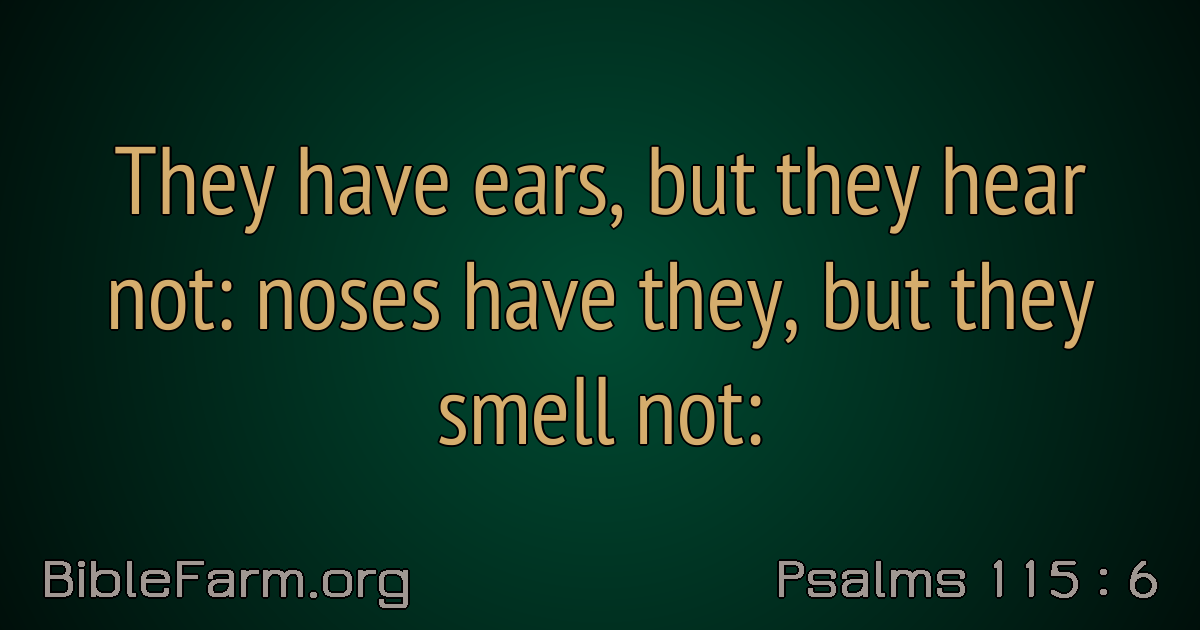 They have ears, but they hear
not: noses have they, but they
smell not:
BibleFarm.org
Psalms 115 : 6